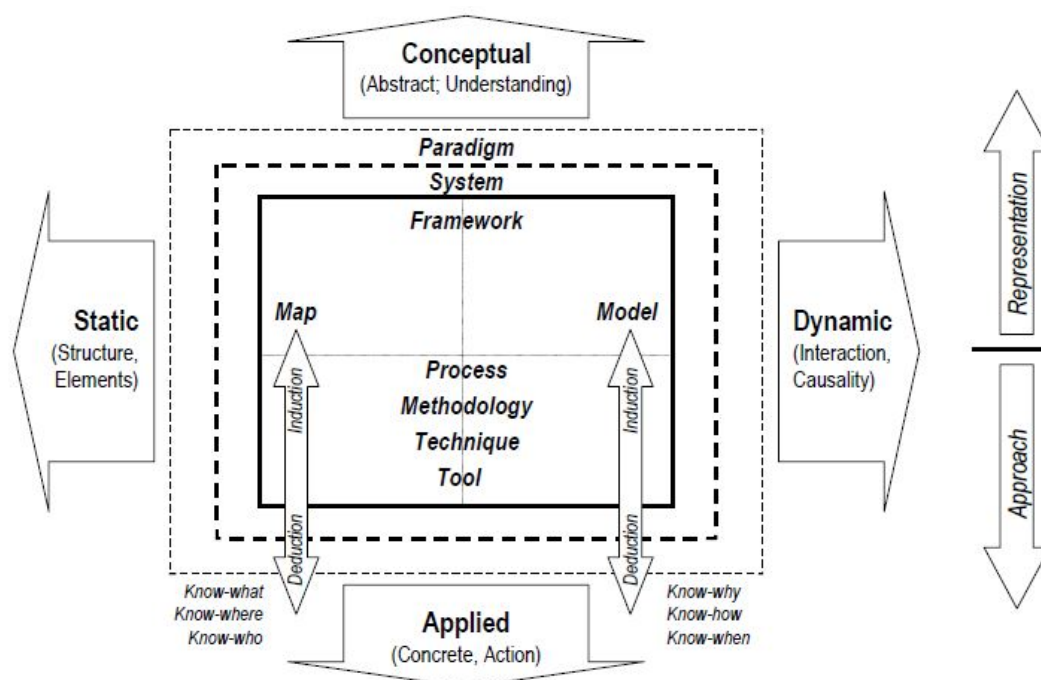 Conceptual
(Abstract; Understanding)
Paradigm
System
Framework
Map
Model
Static
(Structure,
Elements)
Dynamic
(Interaction,
Causality)
Representation
Approach
Process
Methodology
Technique
Tool
Induction
Deduction
Induction
Deduction
Know-what
Know-where
Know-who
Know-why
Know-how
Know-when
Applied
(Concrete, Action)